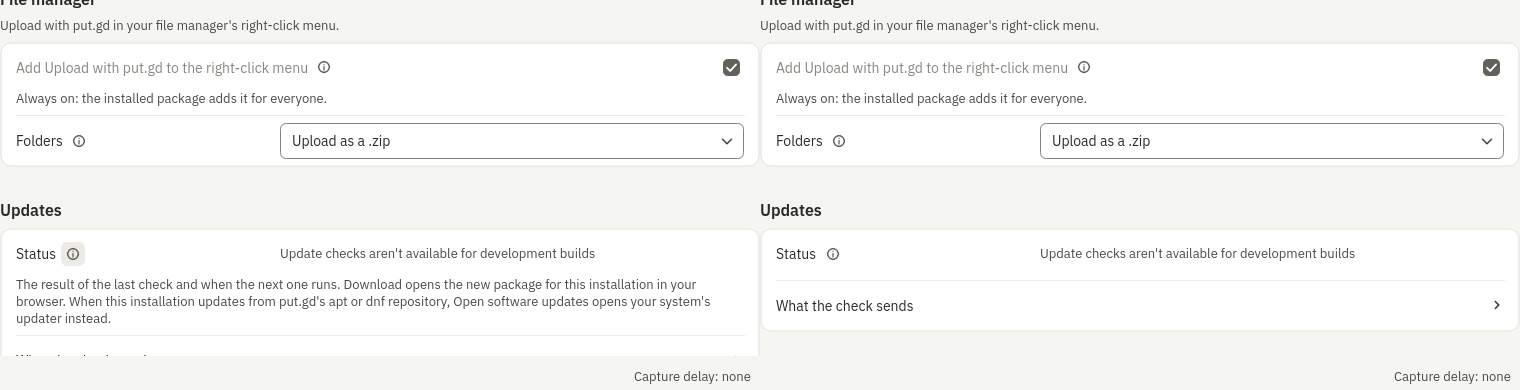 File manager
Upload with put.gd in your file manager's right-click menu.
Add Upload with put.gd to the right-click menu
Always on: the installed package adds it for everyone.
Folders
Upload as a .zip
Updates
Status
Update checks aren't available for development builds
The result of the last check and when the next one runs. Download opens the new package for this installation in your
browser. When this installation updates from put.gd's apt or dnf repository, Open software updates opens your system's
updater instead.
Capture delay: none
File manager
Upload with put.gd in your file manager's right-click menu.
Add Upload with put.gd to the right-click menu
Always on: the installed package adds it for everyone.
Folders
Upload as a .zip
Updates
Status
Update checks aren't available for development builds
What the check sends
Capture delay: none